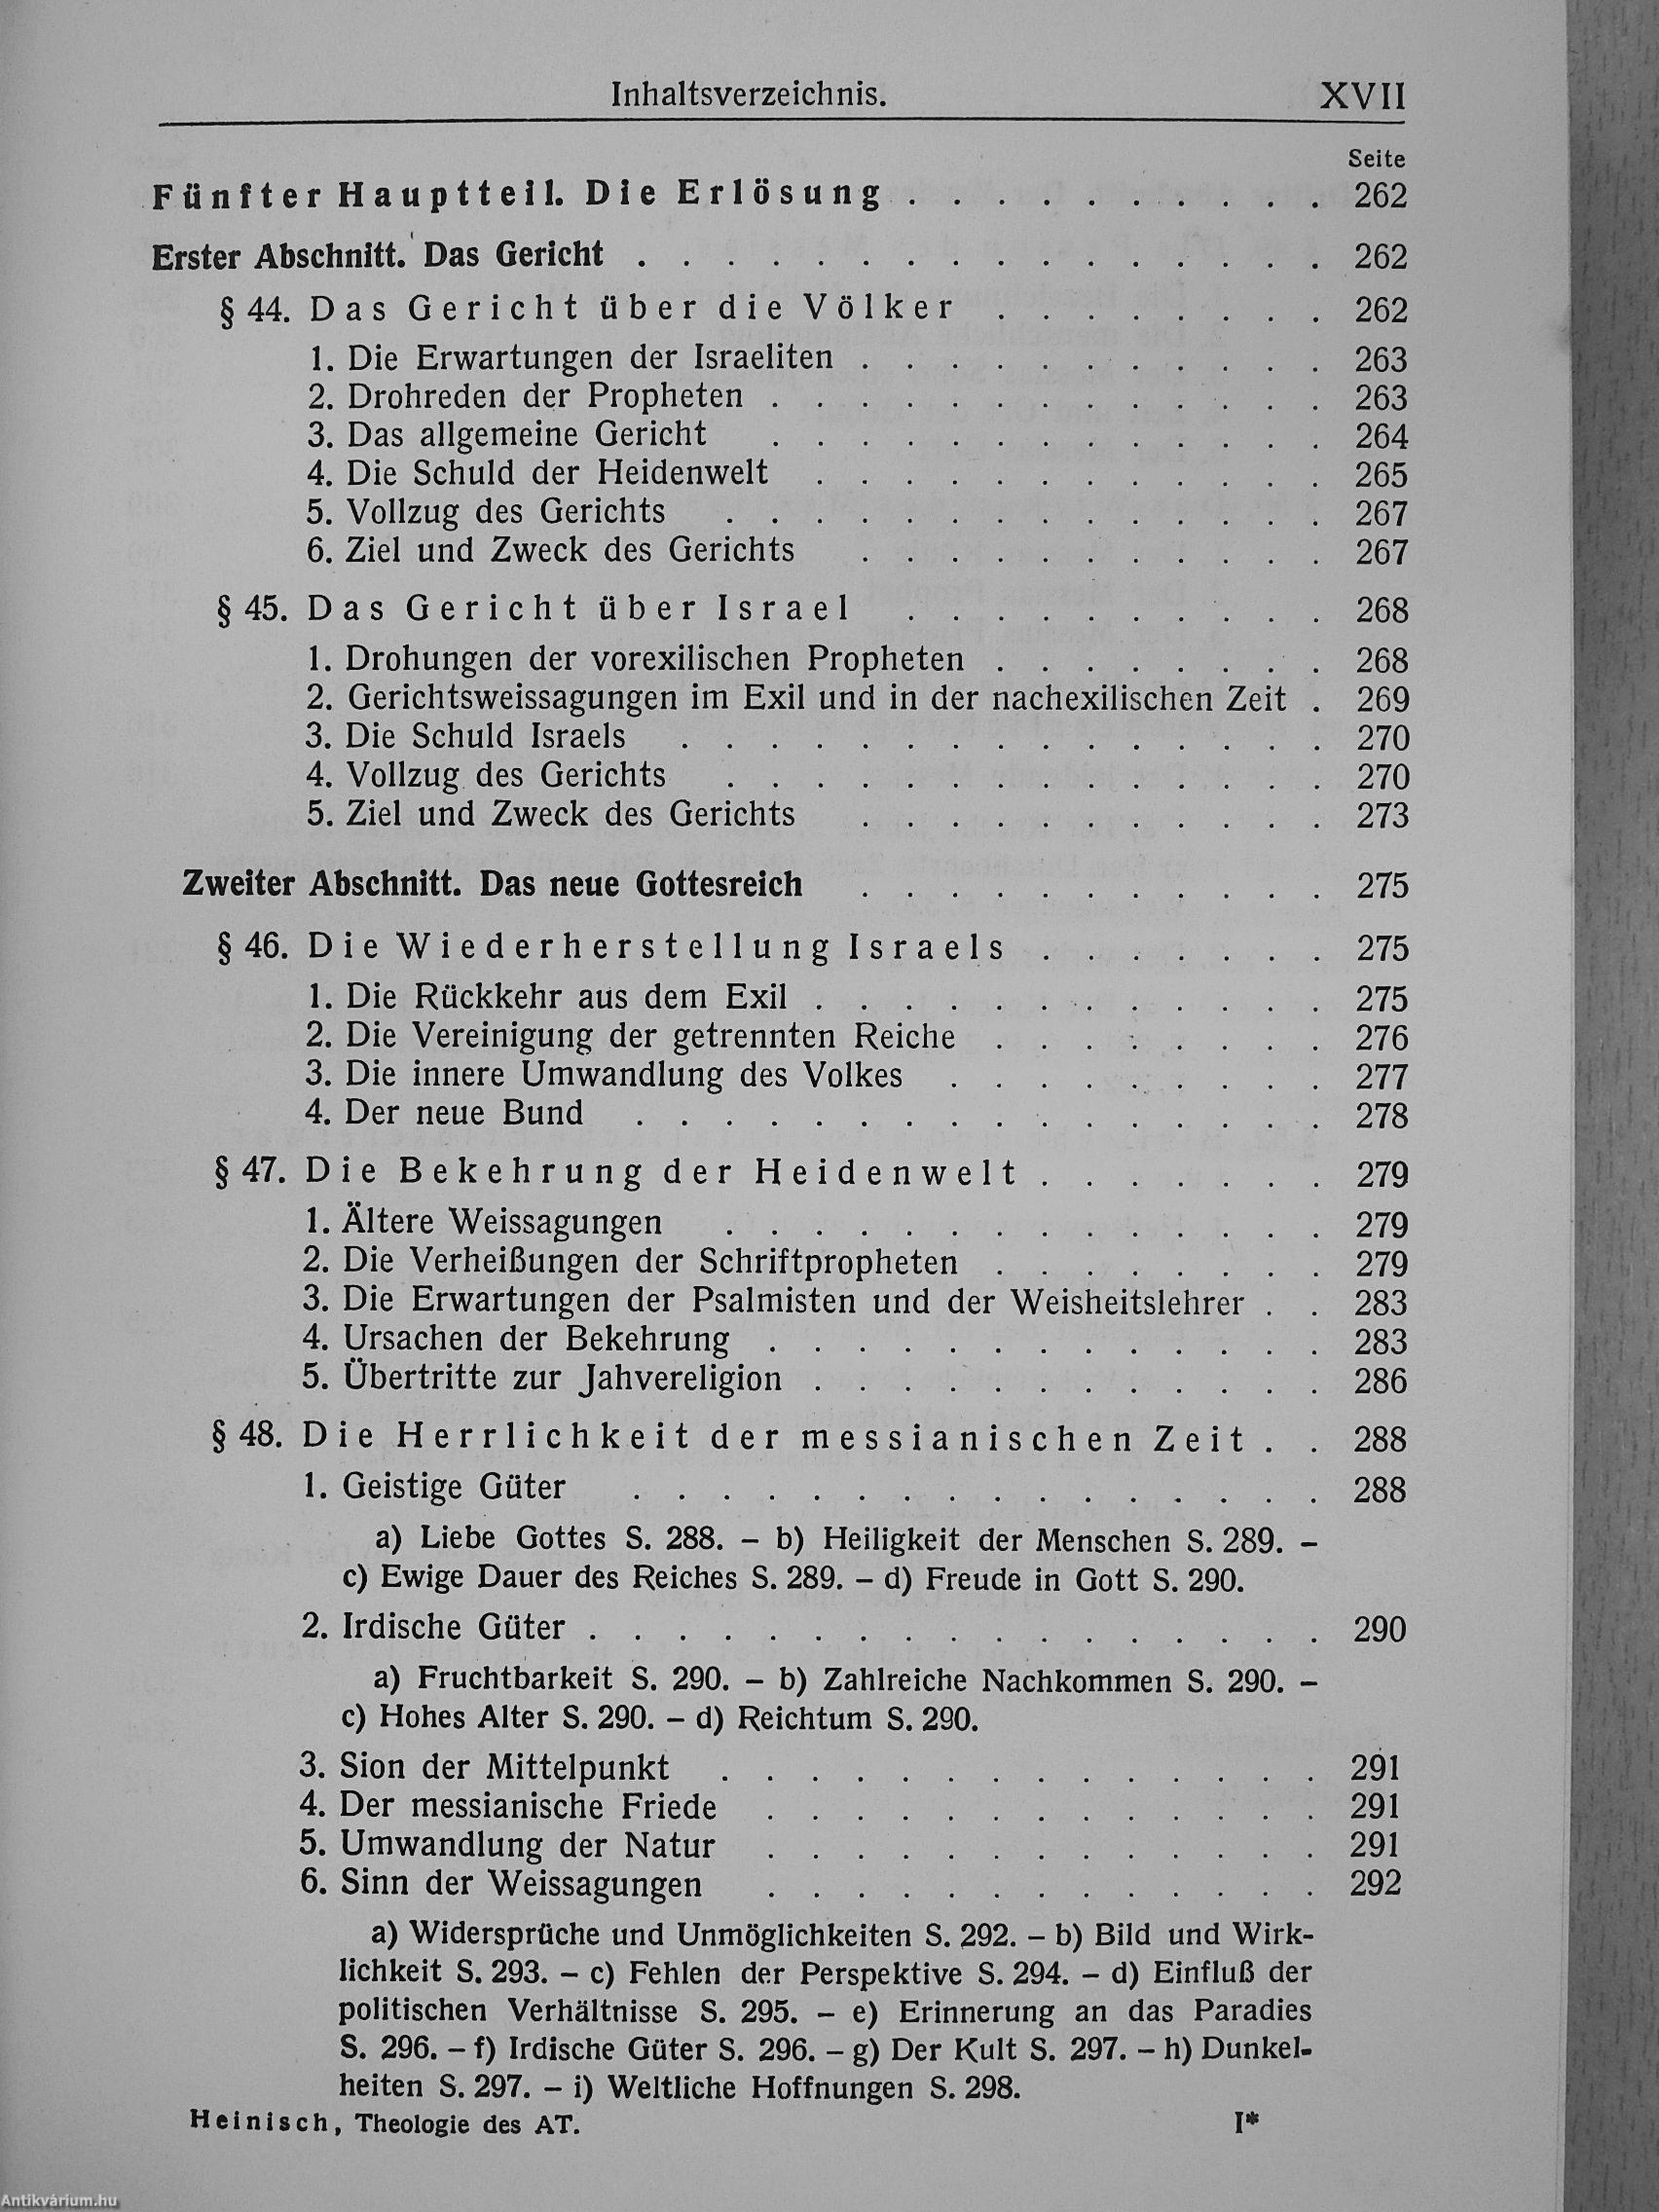 Inhaltsverzeichnis. XVII
Seite
Fünfter Hauptteil. Die Erlösung . . . . . . . . . . 262
Erster Abschnitt. Das Gericht . . . . . . . . . . . . . . . . 262
§ 44. Das Gericht über die Völker . . . . . . . . 262
1. Die Erwartungen der Israeliten . . . . . . . . . . . 263
2. Drohreden der Propheten . . . . . . . . . . . . . 263
3. Das allgemeine Gericht . . . . . . . . . . . . . 264
4. Die Schuld der Heidenwelt . . . . . . . . . . . . 265
5. Vollzug des Gerichts . . . . . . . . . . . . . . 267
6. Ziel und Zweck des Gerichts . . . . . . . . . . . 267
§ 45. Das Gericht über Israel . . . . . . . . . . 268
1. Drohungen der vorexilischen Propheten . . . . . . . . 268
2. Gerichtsweissagungen im Exil und in der nachexilischen Zeit . 269
3. Die Schuld Israels . . . . . . . . . . . . . . . 270
4. Vollzug des Gerichts . . . . . . . . . . . . . . 270
5. Ziel und Zweck des Gerichts . . . . . . . . . . . 273
Zweiter Abschnitt. Das neue Gottesreich . . . . . . . . . . . 275
§ 46. Die Wiederherstellung Israels . . . . . . . 275
1. Die Rückkehr aus dem Exil . . . . . . . . . . . . 275
2. Die Vereinigung der getrennten Reiche . . . . . . . . 276
3. Die innere Umwandlung des Volkes . . . . . . . . . 277
4. Der neue Bund . . . . . . . . . . . . . . . . 278
§ 47. Die Bekehrung der Heidenwelt . . . . . . . 279
1. Ältere Weissagungen . . . . . . . . . . . . . . 279
2. Die Verheißungen der Schriftpropheten . . . . . . . . 279
3. Die Erwartungen der Psalmisten und der Weisheitslehrer . . 283
4. Ursachen der Bekehrung . . . . . . . . . . . . . 283
5. Übertritte zur Jahvereligion . . . . . . . . . . . . 286
§ 48. Die Herrlichkeit der messianischen Zeit . . 288
1. Geistige Güter . . . . . . . . . . . . . . . . 288
a) Liebe Gottes S. 288. – b) Heiligkeit der Menschen S. 289. –
c) Ewige Dauer des Reiches S. 289. – d) Freude in Gott S. 290.
2. Irdische Güter . . . . . . . . . . . . . . . . . 290
a) Fruchtbarkeit S. 290. – b) Zahlreiche Nachkommen S. 290. –
c) Hohes Alter S. 290. – d) Reichtum S. 290.
3. Sion der Mittelpunkt . . . . . . . . . . . . . . 291
4. Der messianische Friede . . . . . . . . . . . . . 291
5. Umwandlung der Natur . . . . . . . . . . . . . 291
6. Sinn der Weissagungen . . . . . . . . . . . . . 292
a) Widersprüche und Unmöglichkeiten S. 292. – b) Bild und Wirk-
lichkeit S. 293. – c) Fehlen der Perspektive S. 294. – d) Einfluß der
politischen Verhältnisse S. 295. – e) Erinnerung an das Paradies
S. 296. – f) Irdische Güter S. 296. – g) Der Kult S. 297. – h) Dunkel-
heiten S. 297. – i) Weltliche Hoffnungen S. 298.
Heinisch, Theologie des AT. I*
Antikvárium.hu